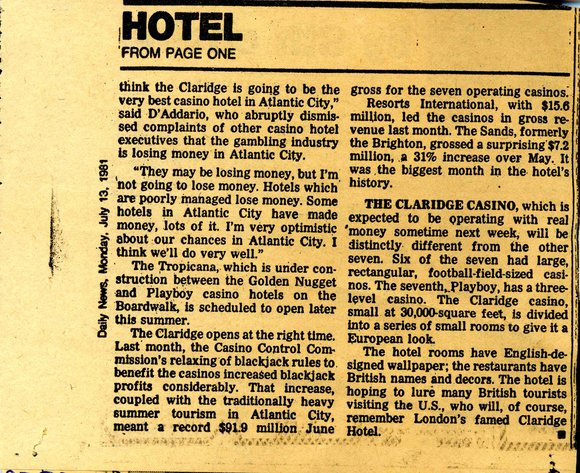 HOTEL
FROM PAGE ONE
Daily News, Monday, July 13, 1981
think the Claridge is going to be the
very best casino hotel in Atlantic City,"
said D'Addario, who abruptly dismis-
sed complaints of other casino hotel
executives that the gambling industry
is losing money in Atlantic City.
"They may be losing money, but I'm
not going to lose money. Hotels which
are poorly managed lose money. Some
hotels in Atlantic City have made
money, lots of it. I'm very optimistic
about our chances in Atlantic City. I
think we'll do very well."
The Tropicana, which is under con-
struction between the Golden Nugget
and Playboy casino hotels on the
Boardwalk, is scheduled to open later
this summer.
The Claridge opens at the right time.
Last month, the Casino Control Com-
mission's relaxing of blackjack rules to
benefit the casinos increased blackjack
profits considerably. That increase,
coupled with the traditionally heavy
summer tourism in Atlantic City,
meant a record $91.9 million June
gross for the seven operating casinos.
Resorts International, with $15.6
million, led the casinos in gross re-
venue last month. The Sands, formerly
the Brighton, grossed a surprising $7.2
million, a 31% increase over May. It
was the biggest month in the hotel's
history.
THE CLARIDGE CASINO, which is
expected to be operating with real
money sometime next week, will be
distinctly different from the other
seven. Six of the seven had large,
rectangular, football-field-sized casi-
nos. The seventh, Playboy, has a three-
level casino. The Claridge casino,
small at 30,000-square feet, is divided
into a series of small rooms to give it a
European look.
The hotel rooms have English-de-
signed wallpaper; the restaurants have
British names and decors. The hotel is
hoping to lure many British tourists
visiting the U.S., who will, of course,
remember London's famed Claridge
Hotel.